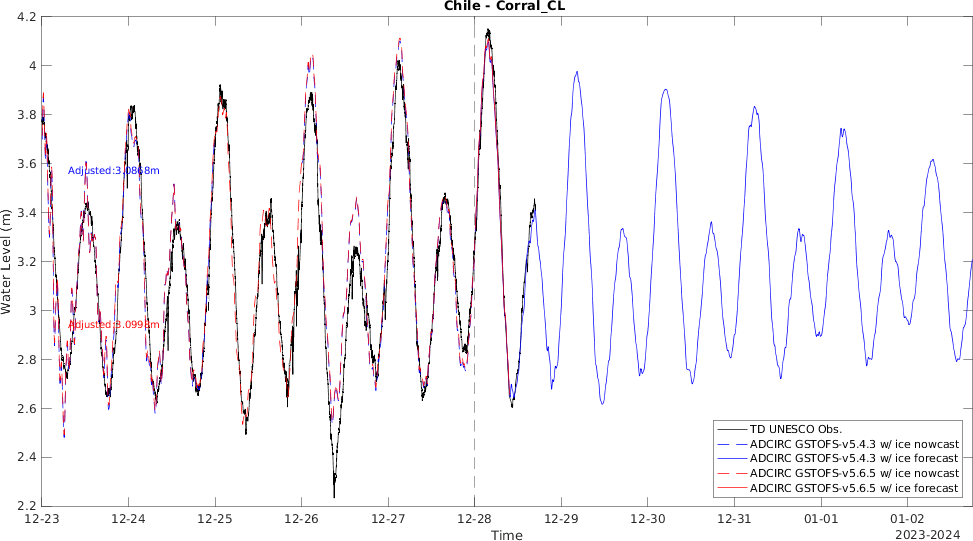 Chile - Corral_CL
4.2
4
3.8
3.6
3.4
3.2
3
2.8
2.6
2.4
2.2
Water Level (m)
Adjusted:3.0868m
Adjusted:3.0998m
TD UNESCO Obs.
ADCIRC GSTOFS-v5.4.3 w/ ice nowcast
ADCIRC GSTOFS-v5.4.3 w/ ice forecast
ADCIRC GSTOFS-v5.6.5 w/ ice nowcast
ADCIRC GSTOFS-v5.6.5 w/ ice forecast
12-23 12-24 12-25 12-26 12-27 12-28 12-29 12-30 12-31 01-01 01-02
Time
2023-2024